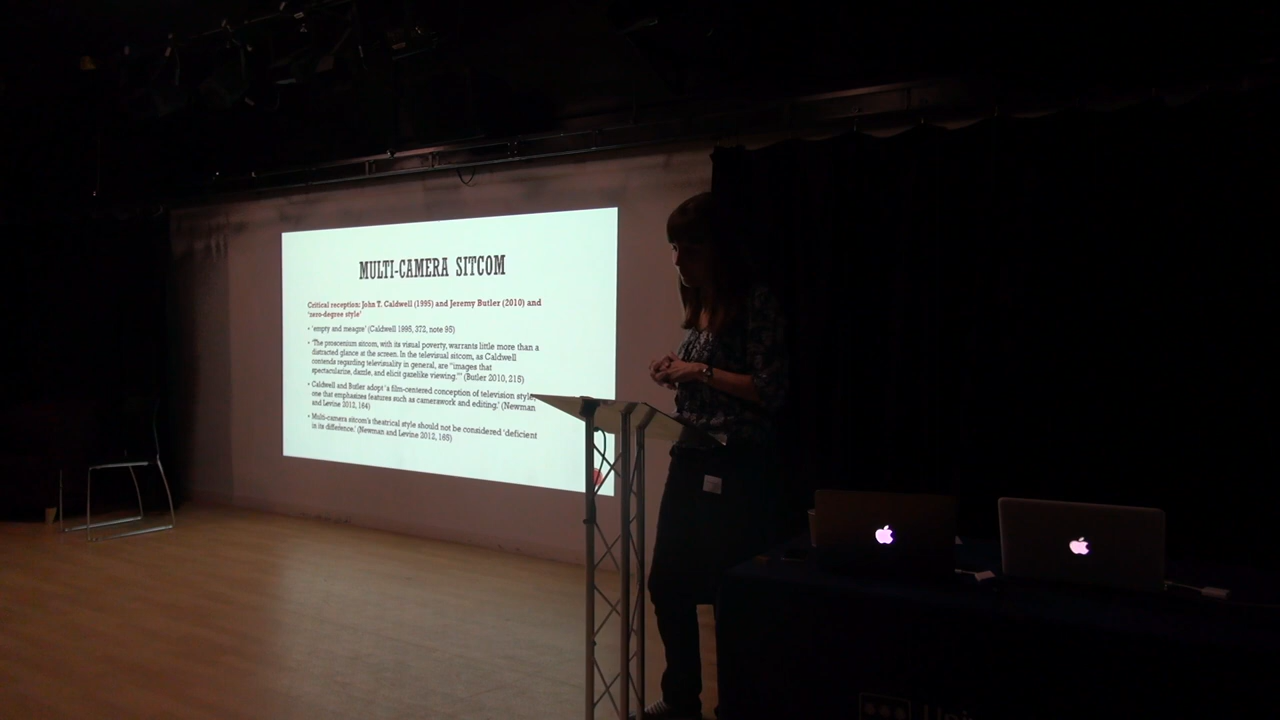 MULTI-CAMERA SITCOM
Critical reception: John T. Caldwell (1995) and Jeremy Butler (2010) and
'zero-degree style'
• 'empty and meagre' (Caldwell 1995, 372, note 95)
• 'The proscenium sitcom, with its visual poverty, warrants little more than a
distracted glance at the screen. In the televisual sitcom, as Caldwell
contends regarding televisuality in general, are "images that
spectacularize, dazzle, and elicit gazelike viewing."' (Butler 2010, 215)
• Caldwell and Butler adopt 'a film-centered conception of television style,
one that emphasizes features such as camerawork and editing.' (Newman
and Levine 2012, 164)
• Multi-camera sitcom's theatrical style should not be considered 'deficient
in its difference.' (Newman and Levine 2012, 165)